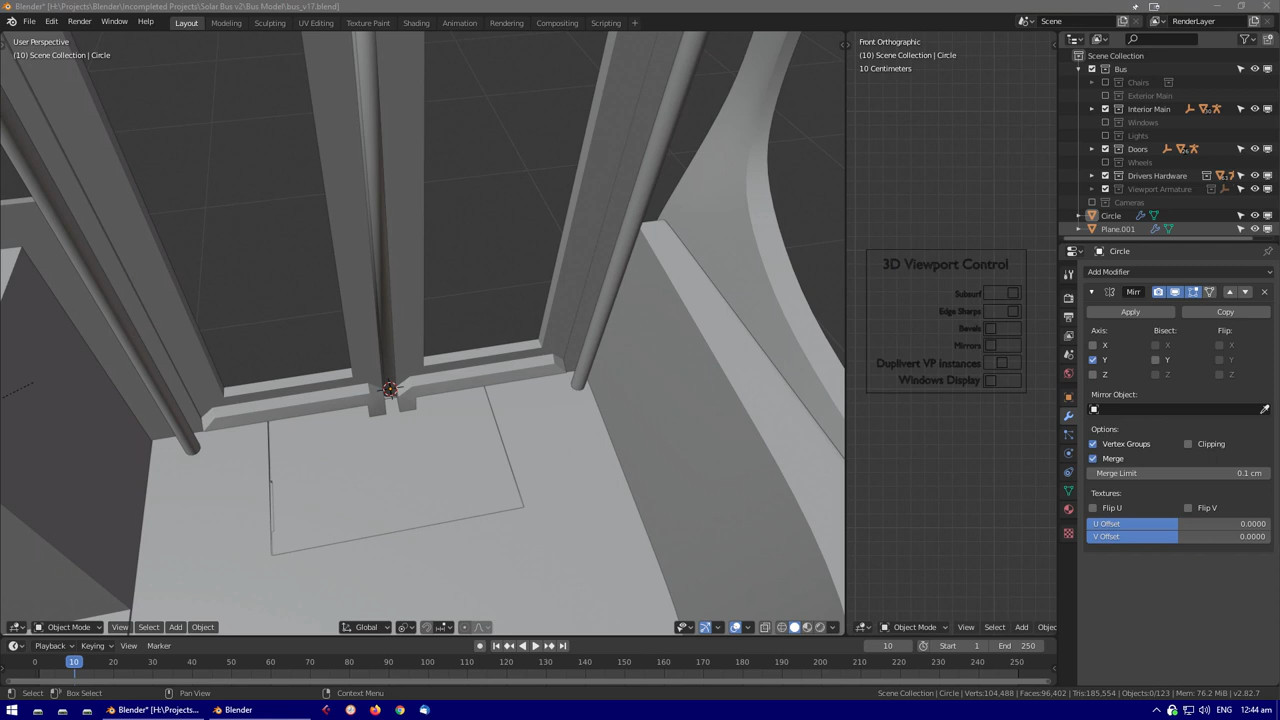 Blender* [H:\Projects\Blender\Incompleted Projects\Solar Bus v2\Bus Model\bus_v17.blend]
File Edit Render Window Help Layout Modeling Sculpting UV Editing Texture Paint Shading Animation Rendering Compositing Scripting Scene RenderLayer
User Perspective
(10) Scene Collection | Circle
Front Orthographic
(10) Scene Collection | Circle
10 Centimeters
3D Viewport Control
Subsurf
Edge Sharps
Bevels
Mirrors
Duplivert VP Instances
Windows Display
Scene Collection
Bus
Chairs
Exterior Main
Interior Main
Windows
Lights
Doors
Wheels
Drivers Hardware
Viewport Armature
Cameras
Circle
Plane.001
Circle
Add Modifier
Mirr
Apply Copy
Axis: Bisect: Flip:
X X X
Y Y Y
Z Z Z
Mirror Object:
Options:
Vertex Groups Clipping
Merge
Merge Limit 0.1 cm
Textures:
Flip U Flip V
U Offset 0.0000
V Offset 0.0000
Object Mode View Select Add Object Global
Object Mode View Select Add Objec
Playback Keying View Marker 10 Start 1 End 250
0 10 20 30 40 50 60 70 80 90 100 110 120 130 140 150 160 170 180 190 200 210 220 230 240 250
Select Box Select Pan View Context Menu
Scene Collection | Circle | Verts:104,488 | Faces:96,402 | Tris:185,554 | Objects:0/123 | Mem: 76.2 MiB | v2.82.7
Blender* [H:\Projects... Blender ENG 12:44 am